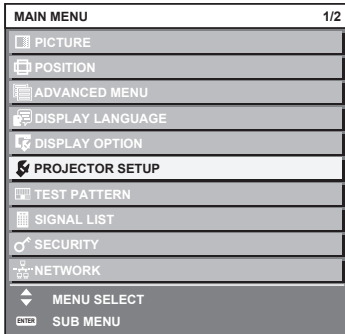 MAIN MENU 1/2
PICTURE
POSITION
ADVANCED MENU
DISPLAY LANGUAGE
DISPLAY OPTION
PROJECTOR SETUP
TEST PATTERN
SIGNAL LIST
SECURITY
NETWORK
MENU SELECT
ENTER SUB MENU